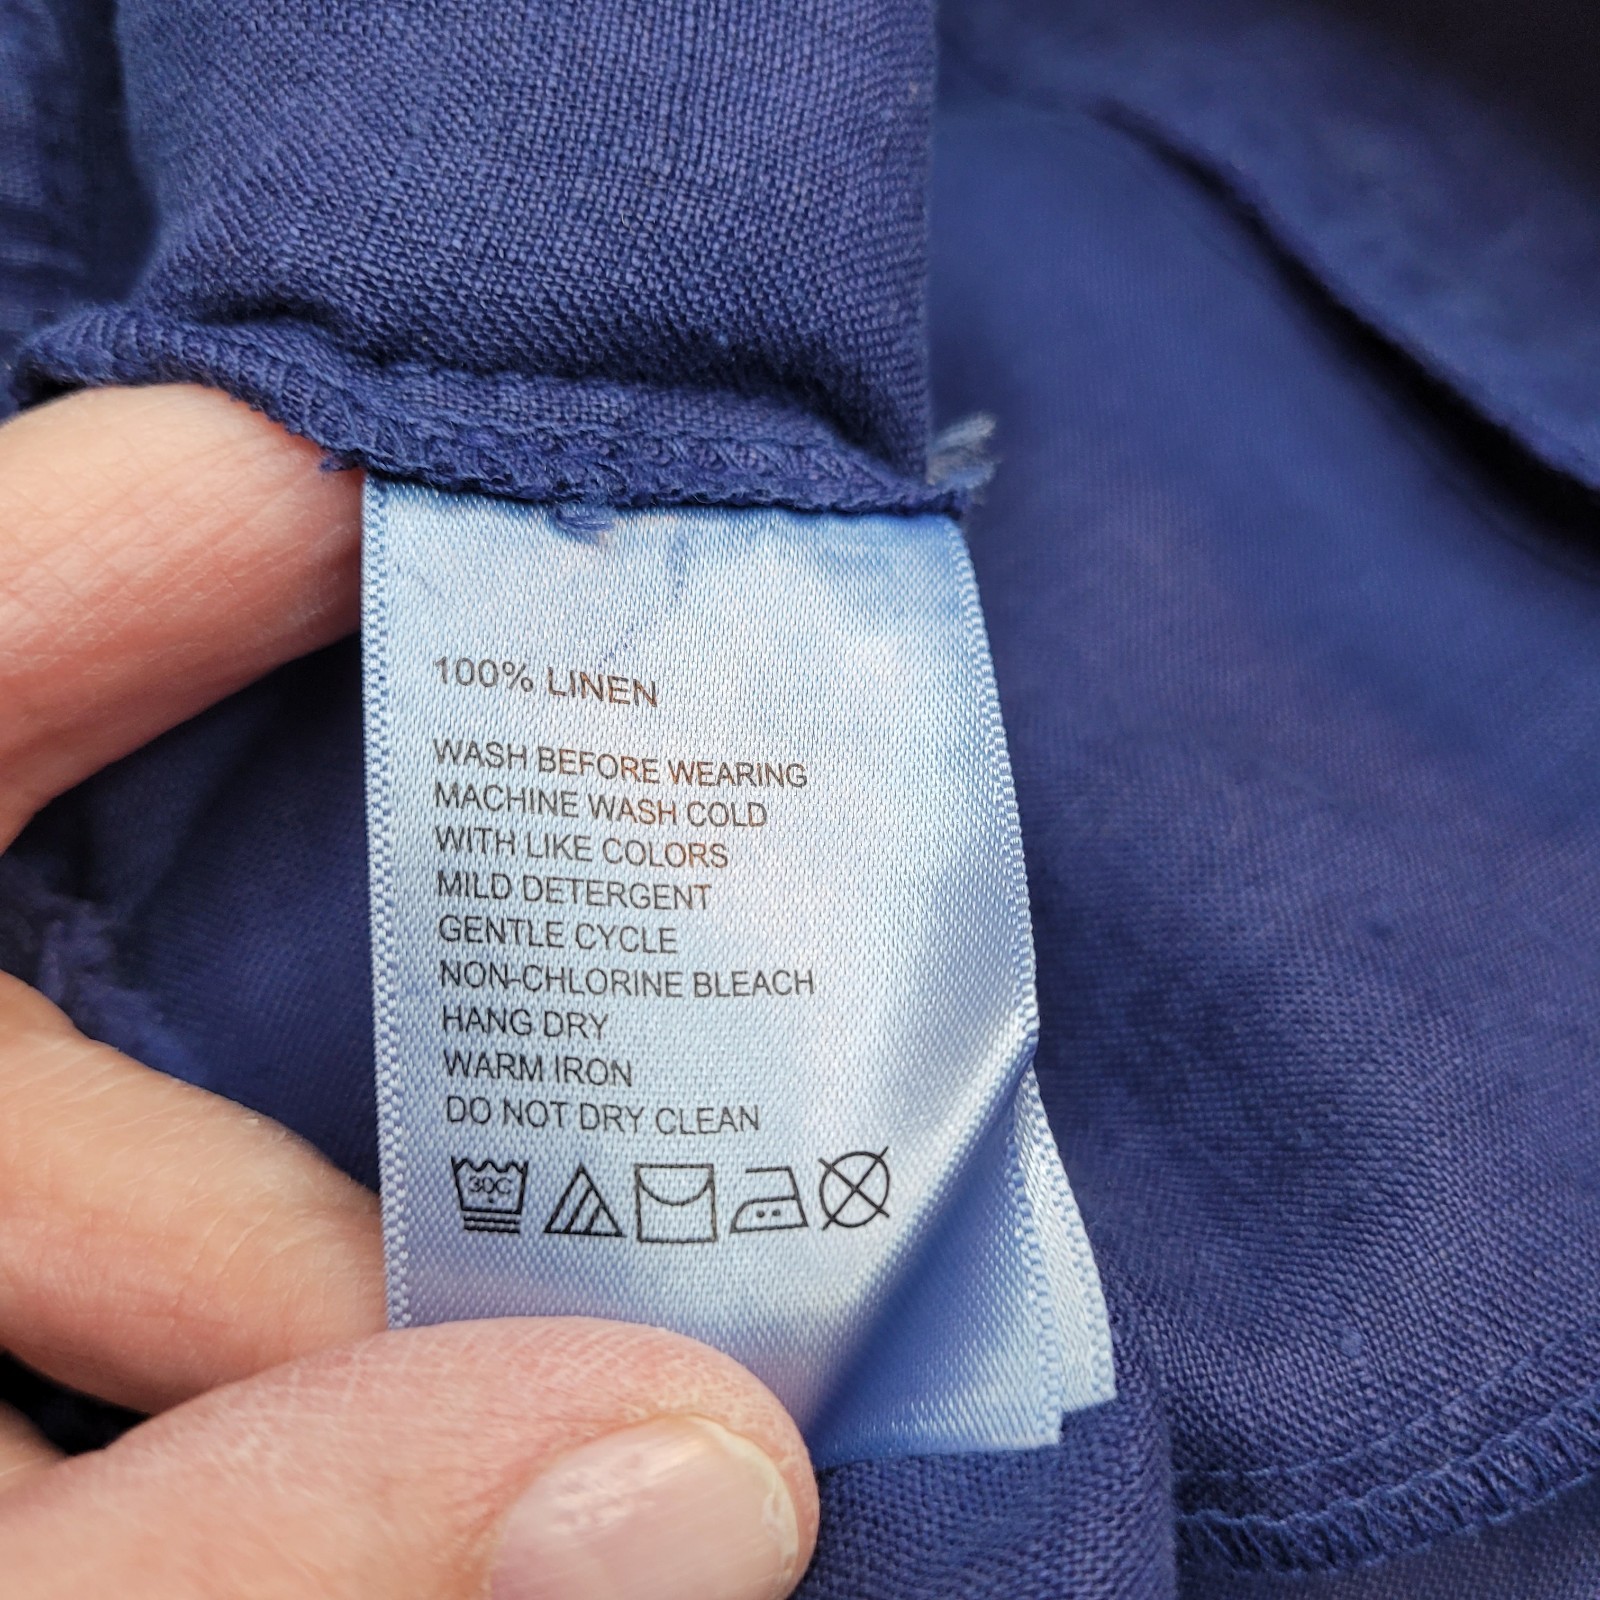 100% LINEN
WASH BEFORE WEARING
MACHINE WASH COLD
WITH LIKE COLORS
MILD DETERGENT
GENTLE CYCLE
NON-CHLORINE BLEACH
HANG DRY
WARM IRON
DO NOT DRY CLEAN
30C